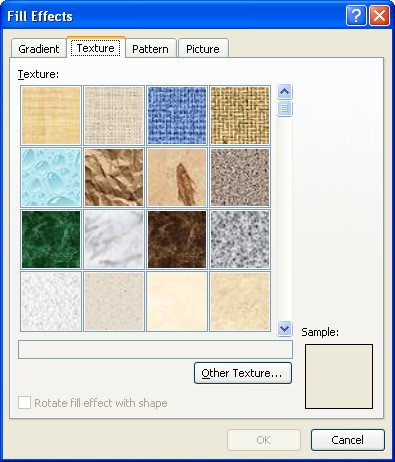 Fill Effects
Gradient Texture Pattern Picture
Texture:
Sample:
Other Texture...
Rotate fill effect with shape
OK Cancel